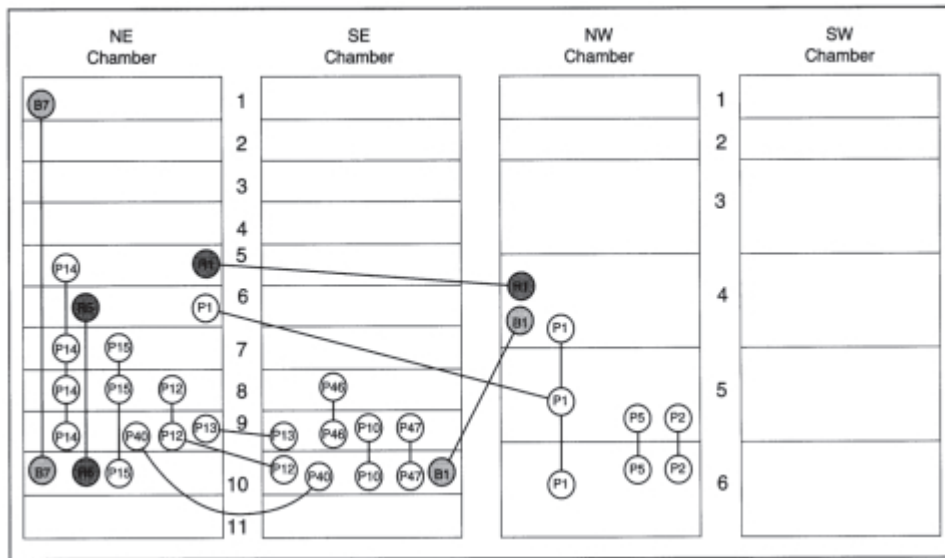 NE SE NW SW
Chamber Chamber Chamber Chamber
B7 1 1
2 2
3 3
4
P14 R1 5 R1 4
R5 P1 6 B1 P1
P14 P15 7
P14 P15 P12 8 P46 P1 5
P14 P40 P12 P13 9 P13 P46 P10 P47 P5 P2
B7 P15 10 P12 P40 P10 P47 B1 P1 P5 P2 6
11